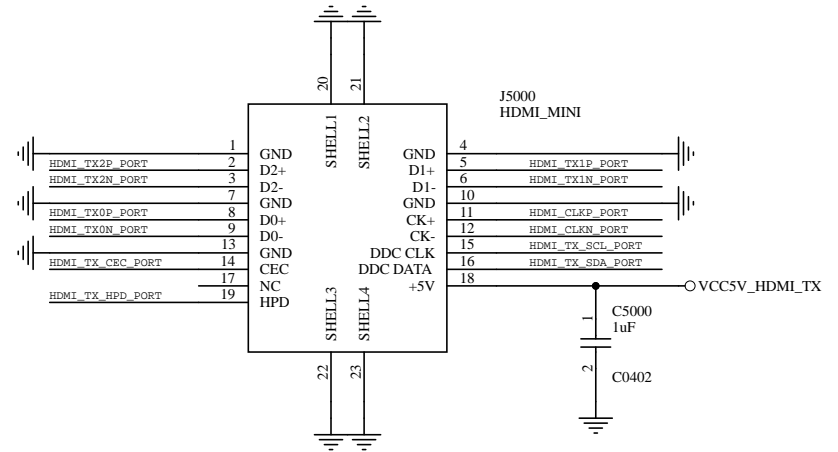 20
21
J5000
HDMI_MINI
SHELL1
SHELL2
1
GND
HDMI_TX2P_PORT
2
D2+
HDMI_TX2N_PORT
3
D2-
7
GND
HDMI_TX0P_PORT
8
D0+
HDMI_TX0N_PORT
9
D0-
13
GND
HDMI_TX_CEC_PORT
14
CEC
17
NC
HDMI_TX_HPD_PORT
19
HPD
GND
4
D1+
5
HDMI_TX1P_PORT
D1-
6
HDMI_TX1N_PORT
GND
10
CK+
11
HDMI_CLKP_PORT
CK-
12
HDMI_CLKN_PORT
DDC CLK
15
HDMI_TX_SCL_PORT
DDC DATA
16
HDMI_TX_SDA_PORT
+5V
18
VCC5V_HDMI_TX
SHELL3
SHELL4
22
23
1
C5000
1uF
2
C0402